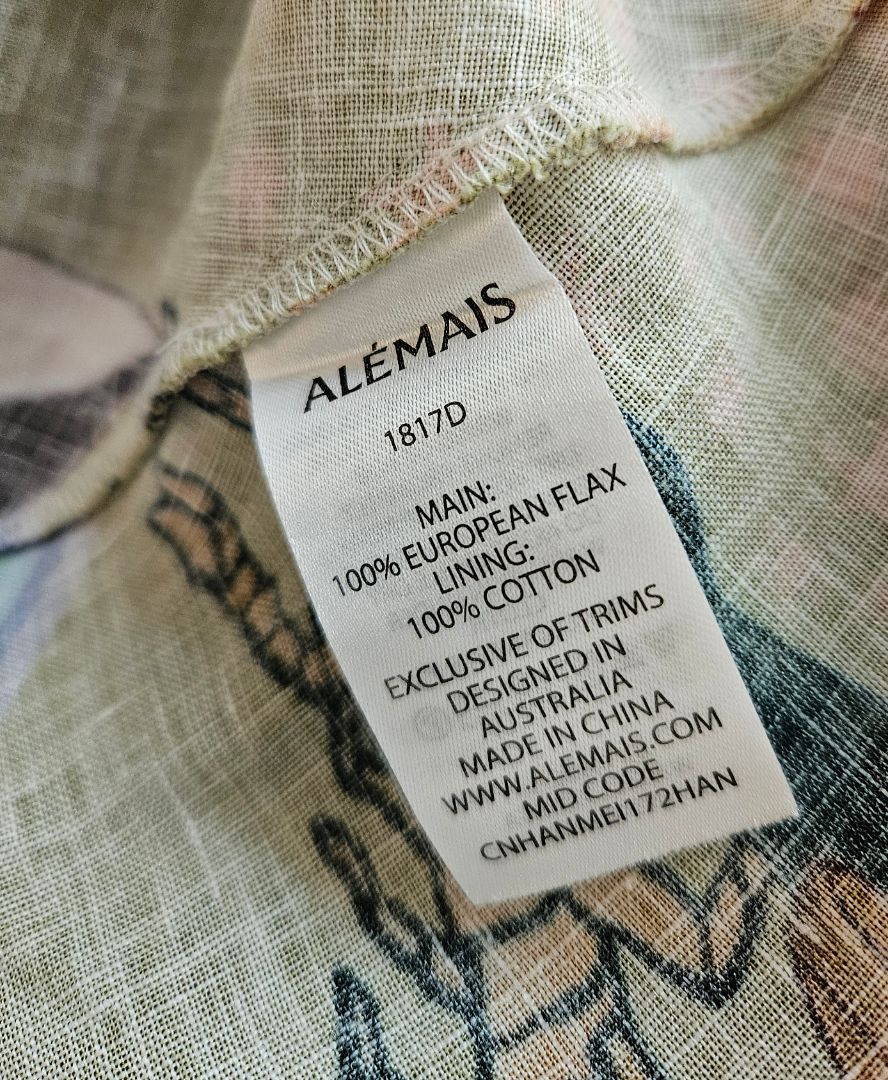 ALÉMAIS
1817D
MAIN:
100% EUROPEAN FLAX
LINING:
100% COTTON
EXCLUSIVE OF TRIMS
DESIGNED IN
AUSTRALIA
MADE IN CHINA
WWW.ALEMAIS.COM
MID CODE
CNHANMEI172HAN